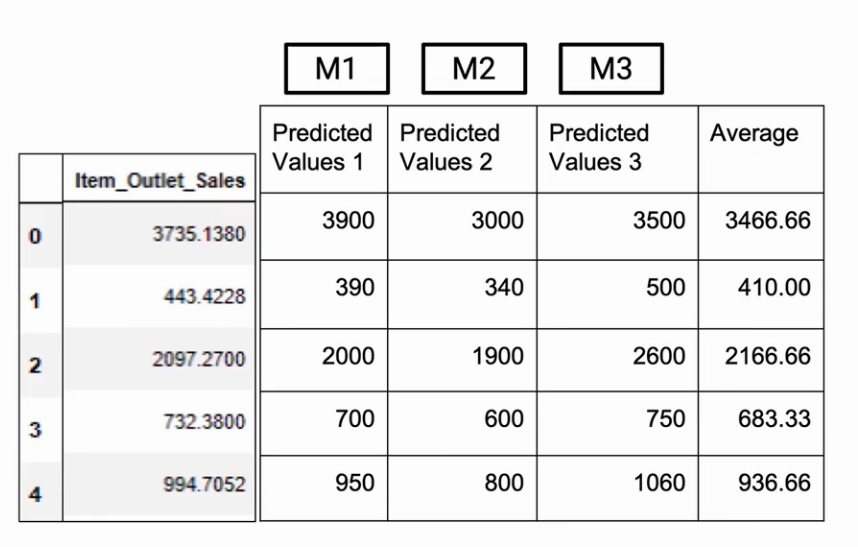 M1 M2 M3
Predicted Values 1 Predicted Values 2 Predicted Values 3 Average
Item_Outlet_Sales
0 3735.1380 3900 3000 3500 3466.66
1 443.4228 390 340 500 410.00
2 2097.2700 2000 1900 2600 2166.66
3 732.3800 700 600 750 683.33
4 994.7052 950 800 1060 936.66